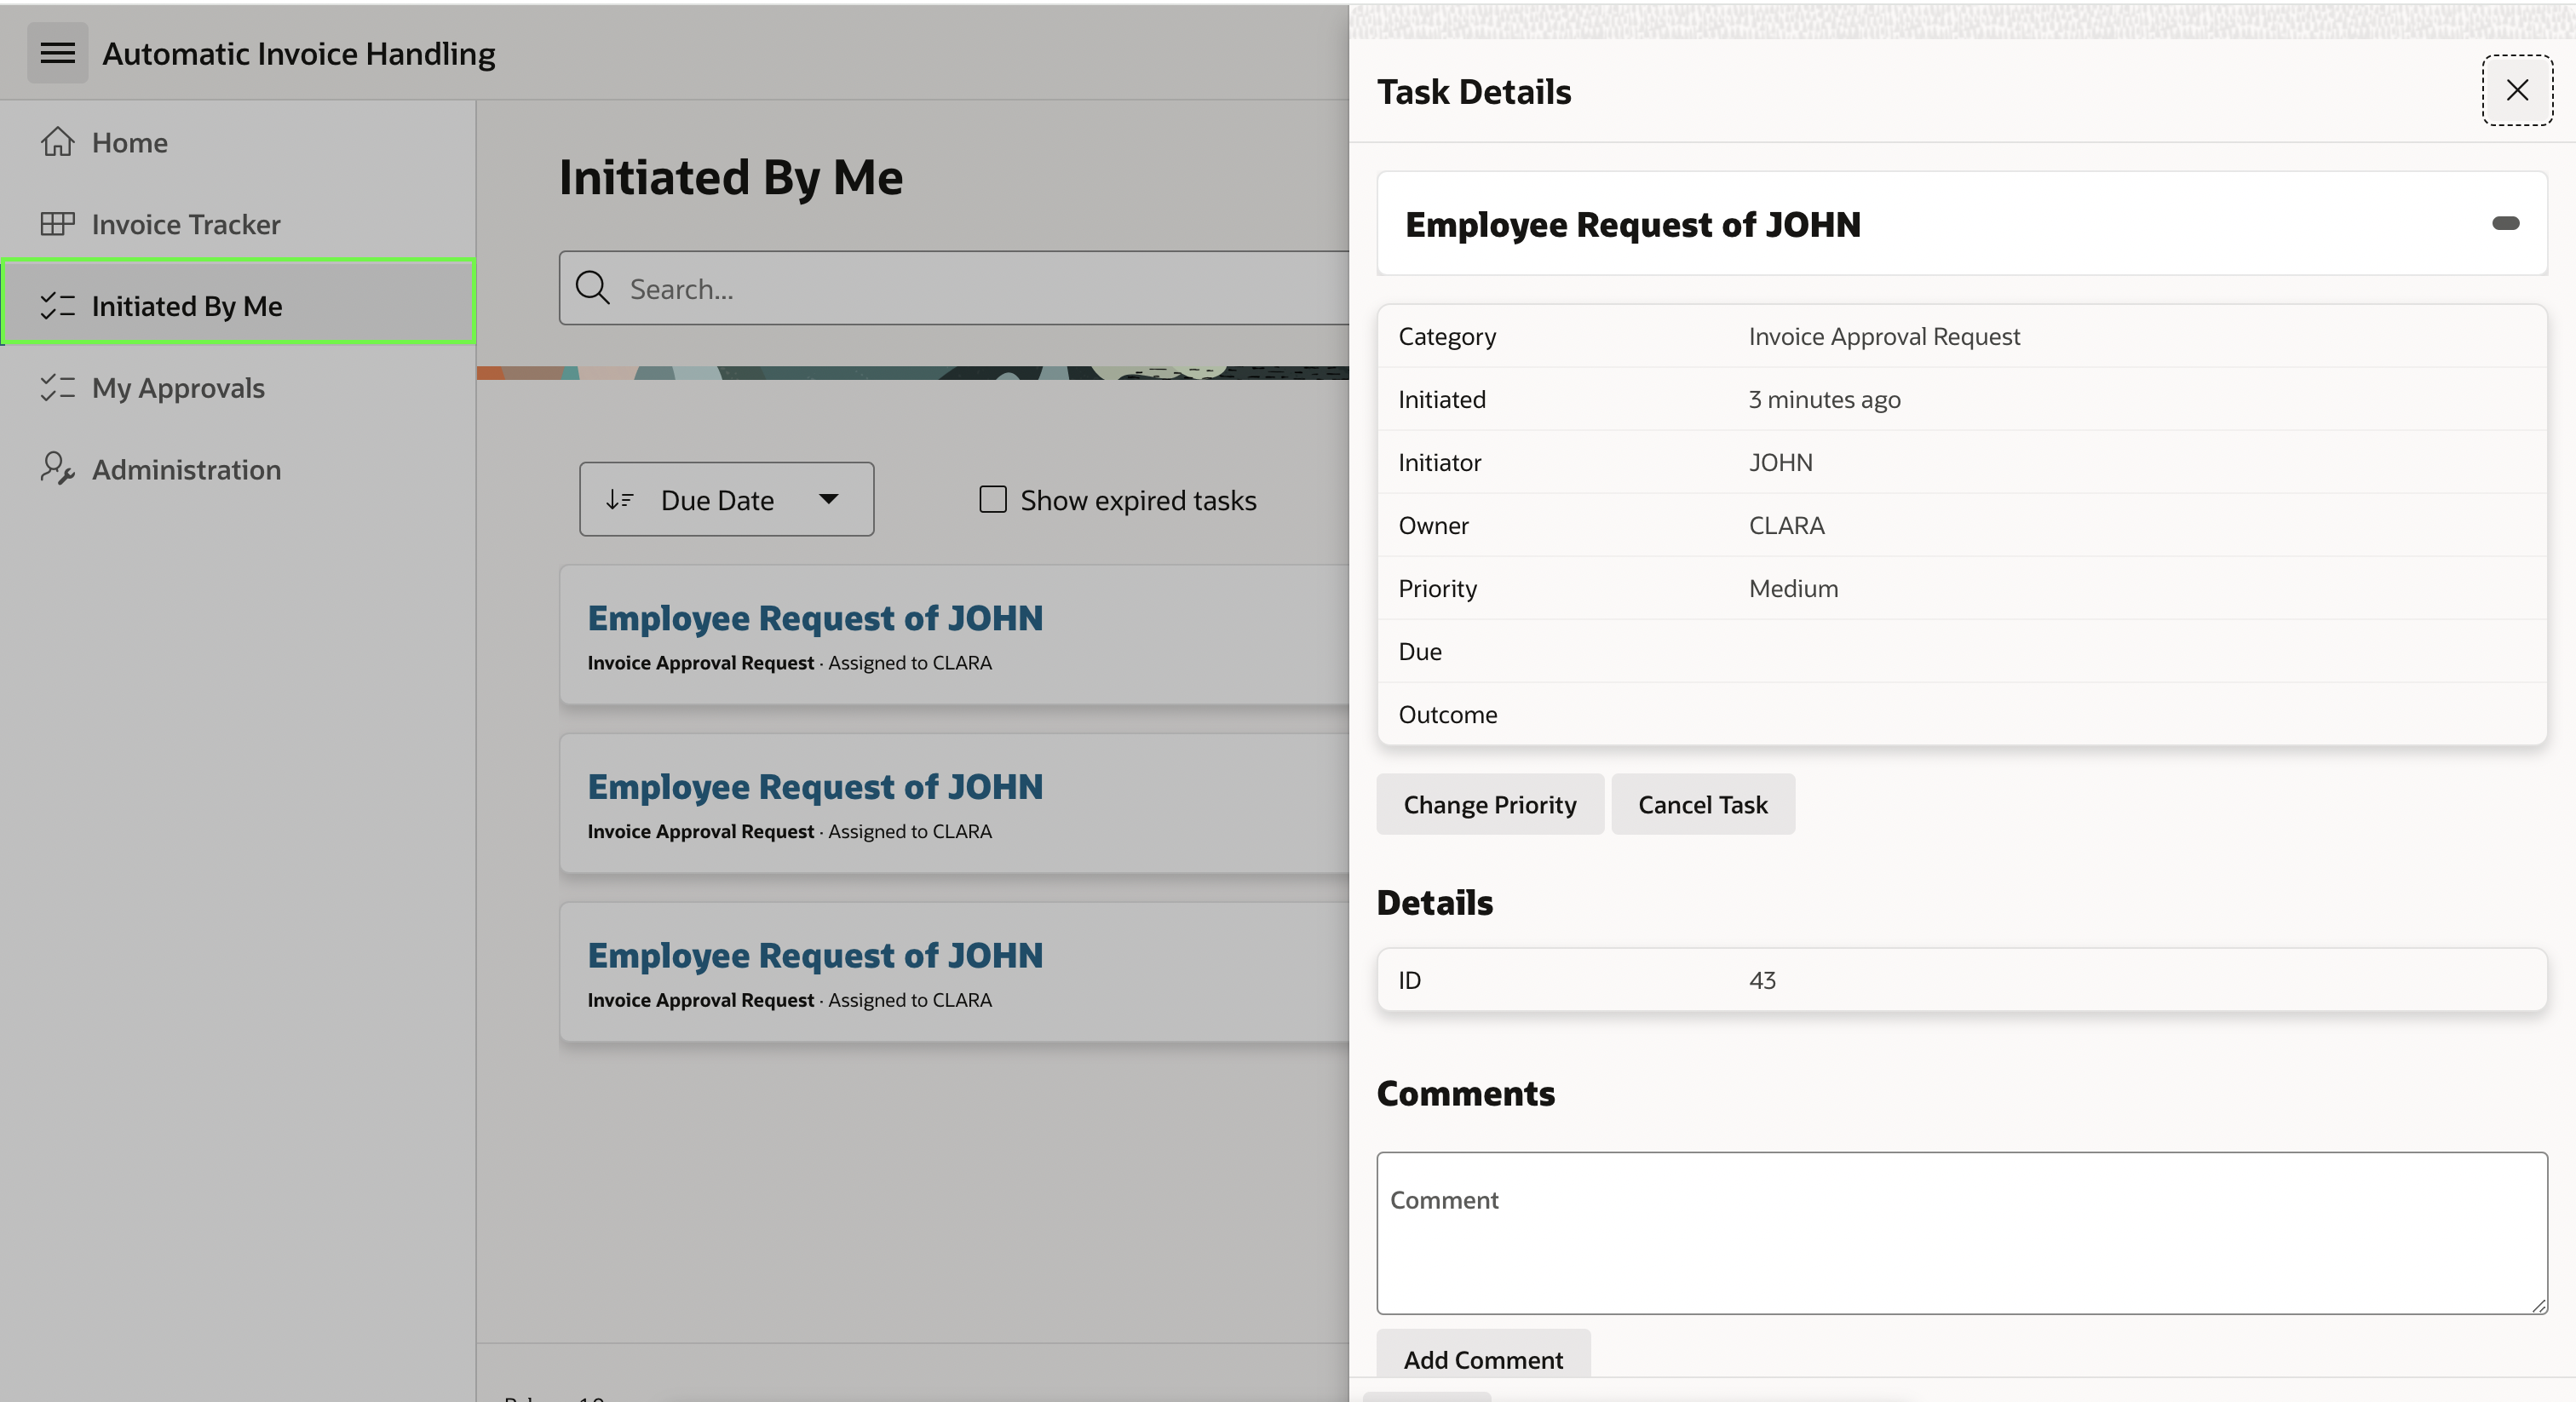 Automatic Invoice Handling
Home
Invoice Tracker
Initiated By Me
My Approvals
Administration
Initiated By Me
Search...
Due Date
Show expired tasks
Employee Request of JOHN
Invoice Approval Request · Assigned to CLARA
Employee Request of JOHN
Invoice Approval Request · Assigned to CLARA
Employee Request of JOHN
Invoice Approval Request · Assigned to CLARA
Task Details
Employee Request of JOHN
Category Invoice Approval Request
Initiated 3 minutes ago
Initiator JOHN
Owner CLARA
Priority Medium
Due
Outcome
Change Priority Cancel Task
Details
ID 43
Comments
Comment
Add Comment